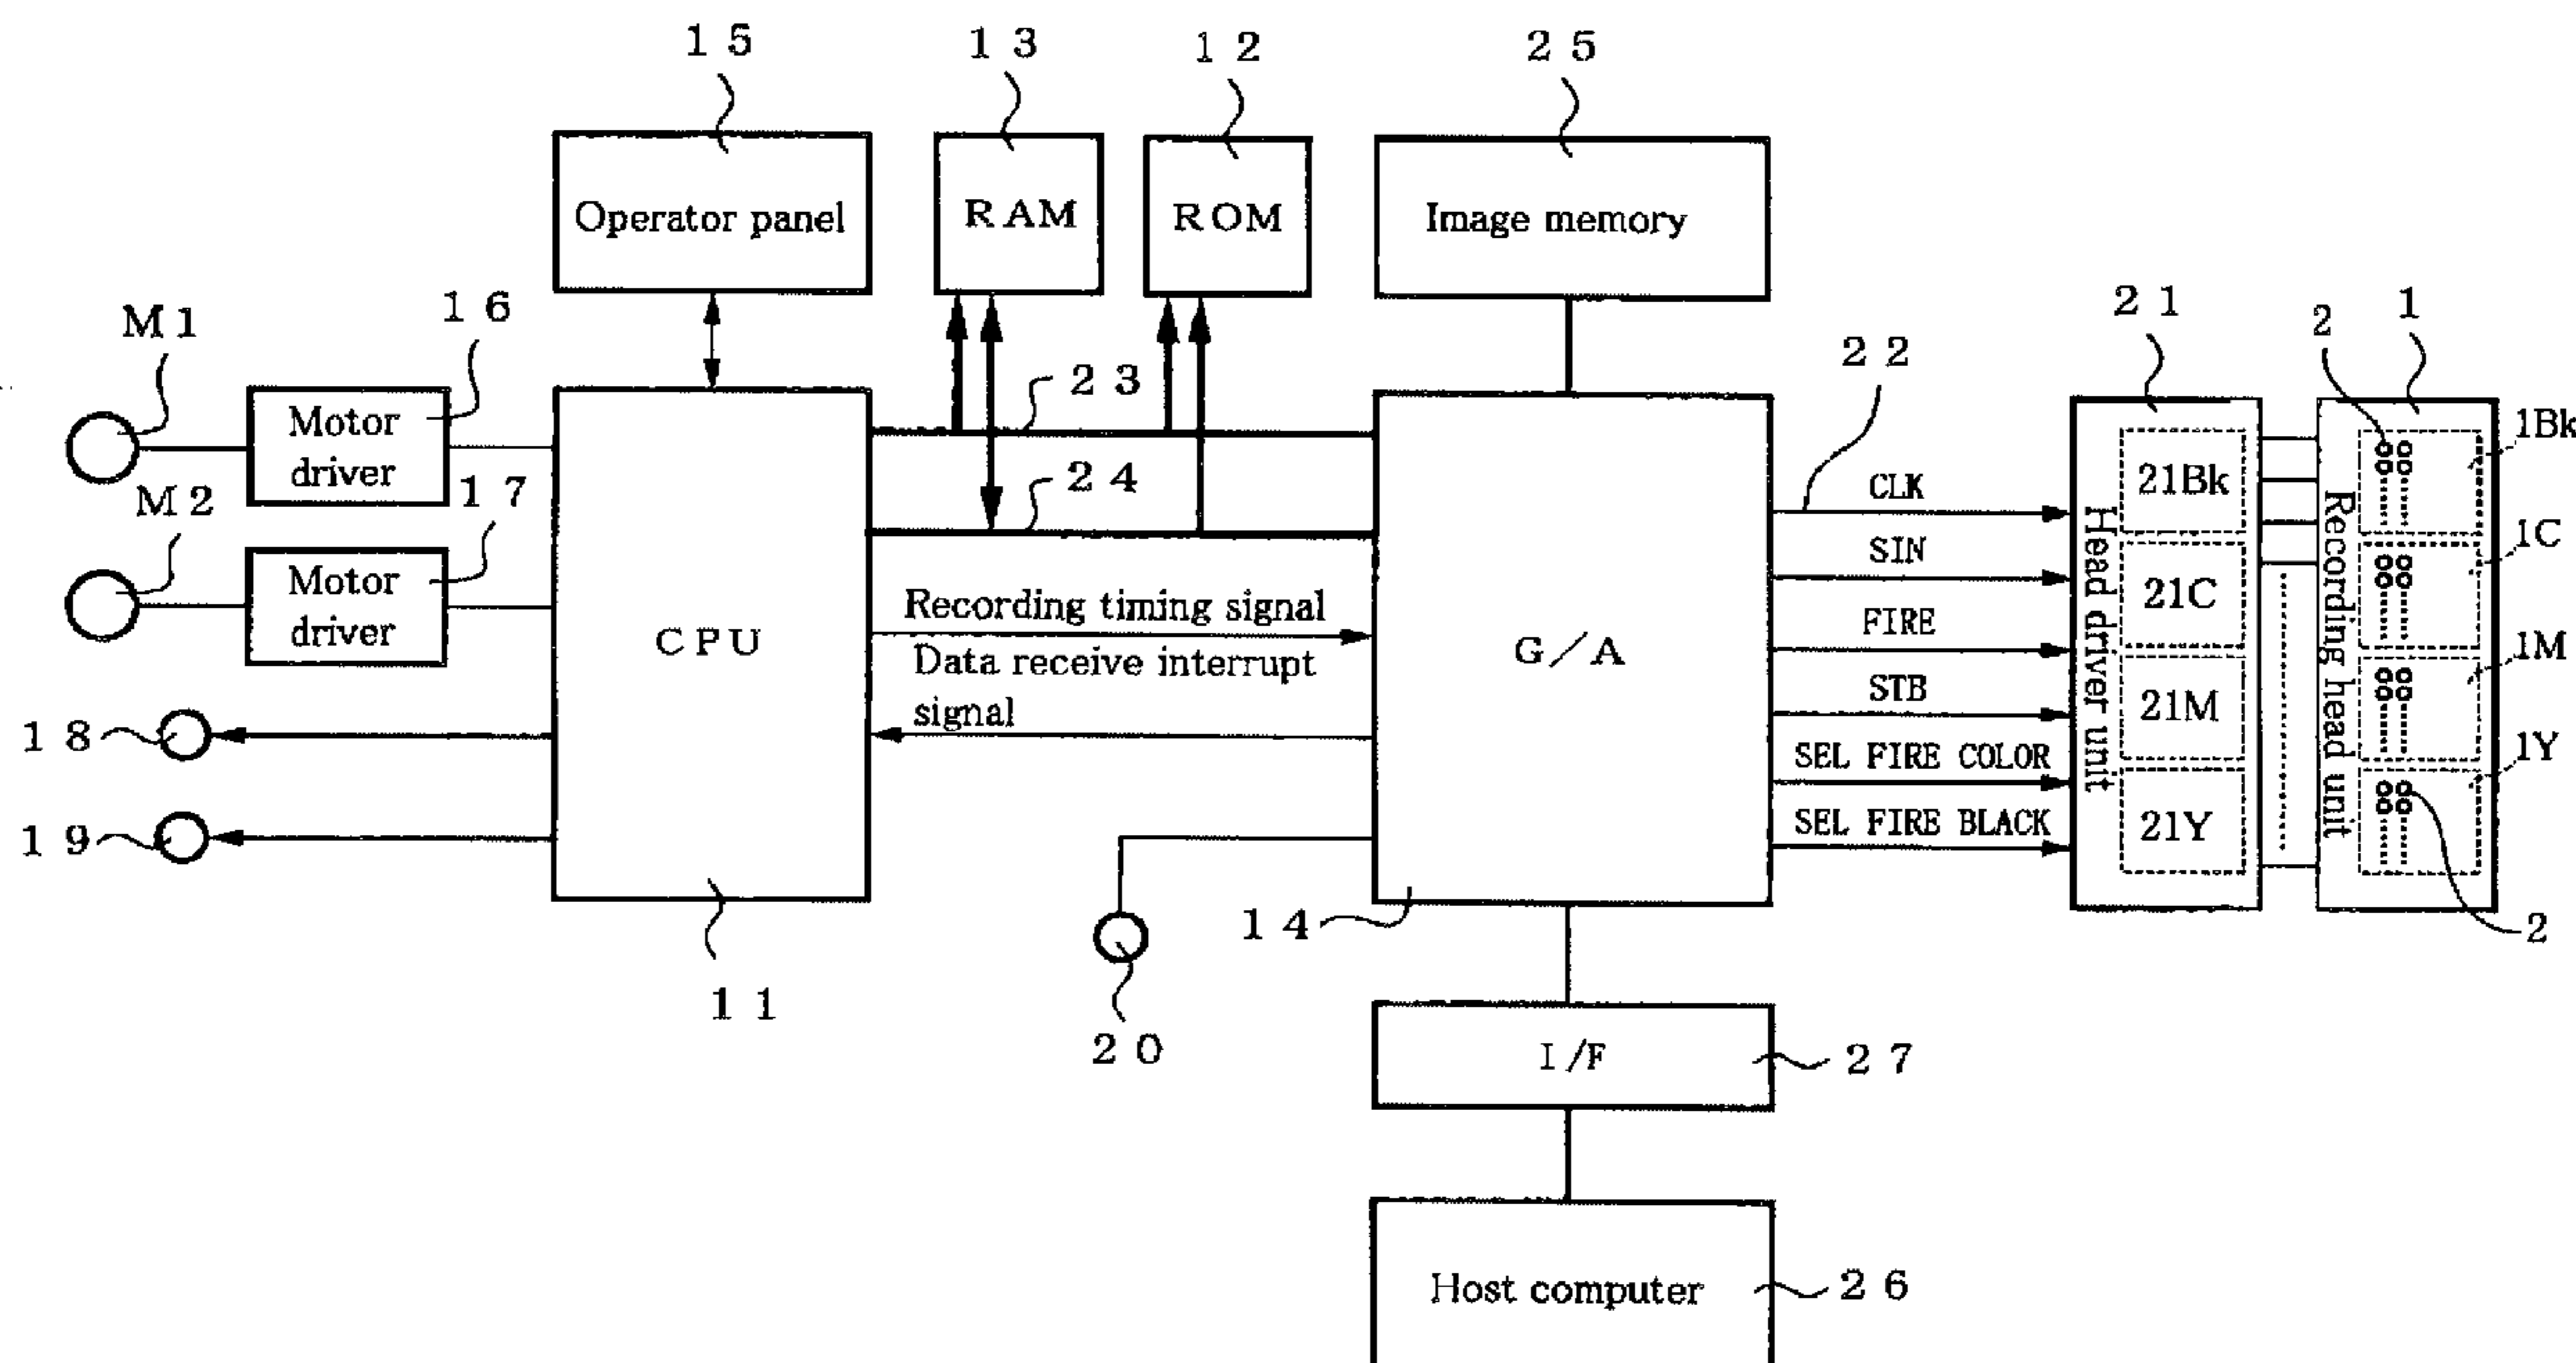 15
13
12
25
Operator panel
RAM
ROM
Image memory
M1
16
Motor
driver
M2
17
Motor
driver
18
19
CPU
11
23
24
Recording timing signal
Data receive interrupt
signal
G/A
14
20
22
CLK
SIN
FIRE
STB
SEL FIRE COLOR
SEL FIRE BLACK
21
Head driver unit
21Bk
21C
21M
21Y
2
1
Recording head unit
1Bk
1C
1M
1Y
2
I/F
27
Host computer
26